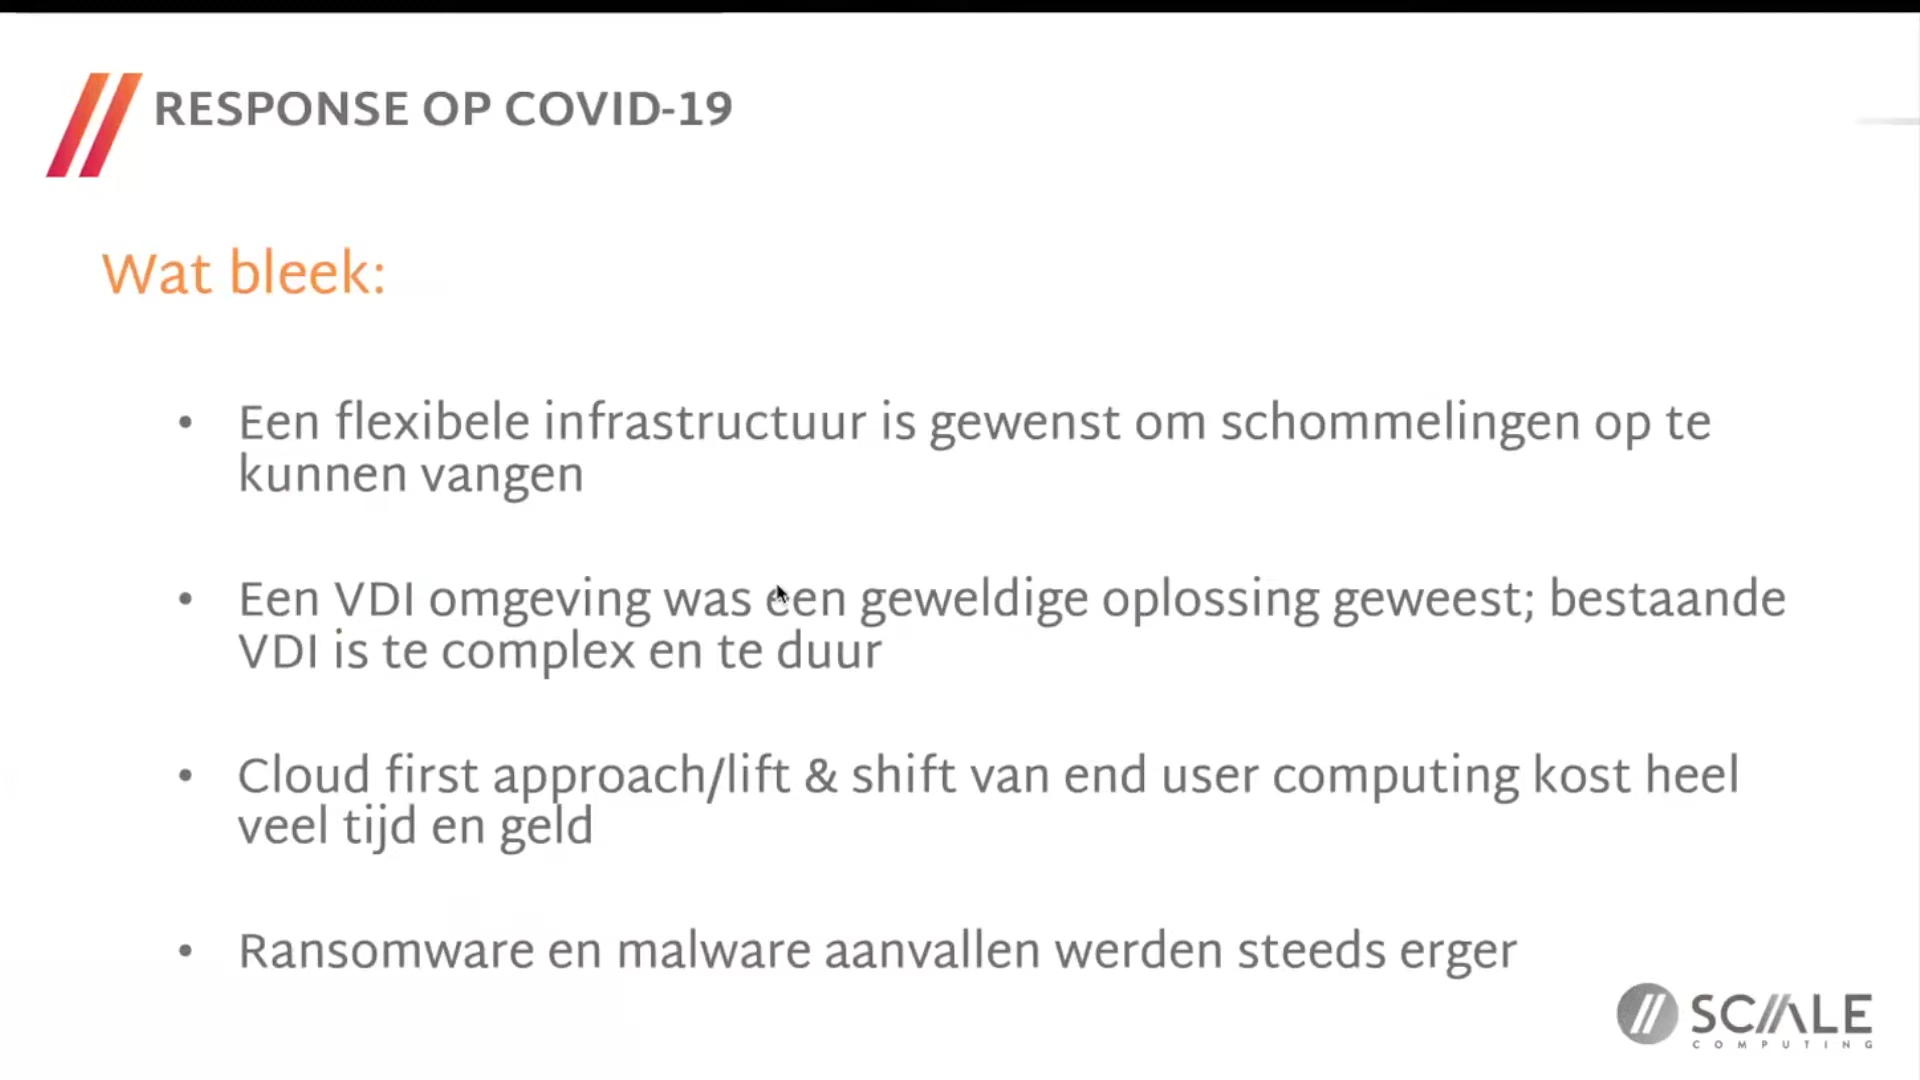 RESPONSE OP COVID-19
Wat bleek:
• Een flexibele infrastructuur is gewenst om schommelingen op te
kunnen vangen
• Een VDI omgeving was een geweldige oplossing geweest; bestaande
VDI is te complex en te duur
• Cloud first approach/lift & shift van end user computing kost heel
veel tijd en geld
• Ransomware en malware aanvallen werden steeds erger
SCALE
COMPUTING